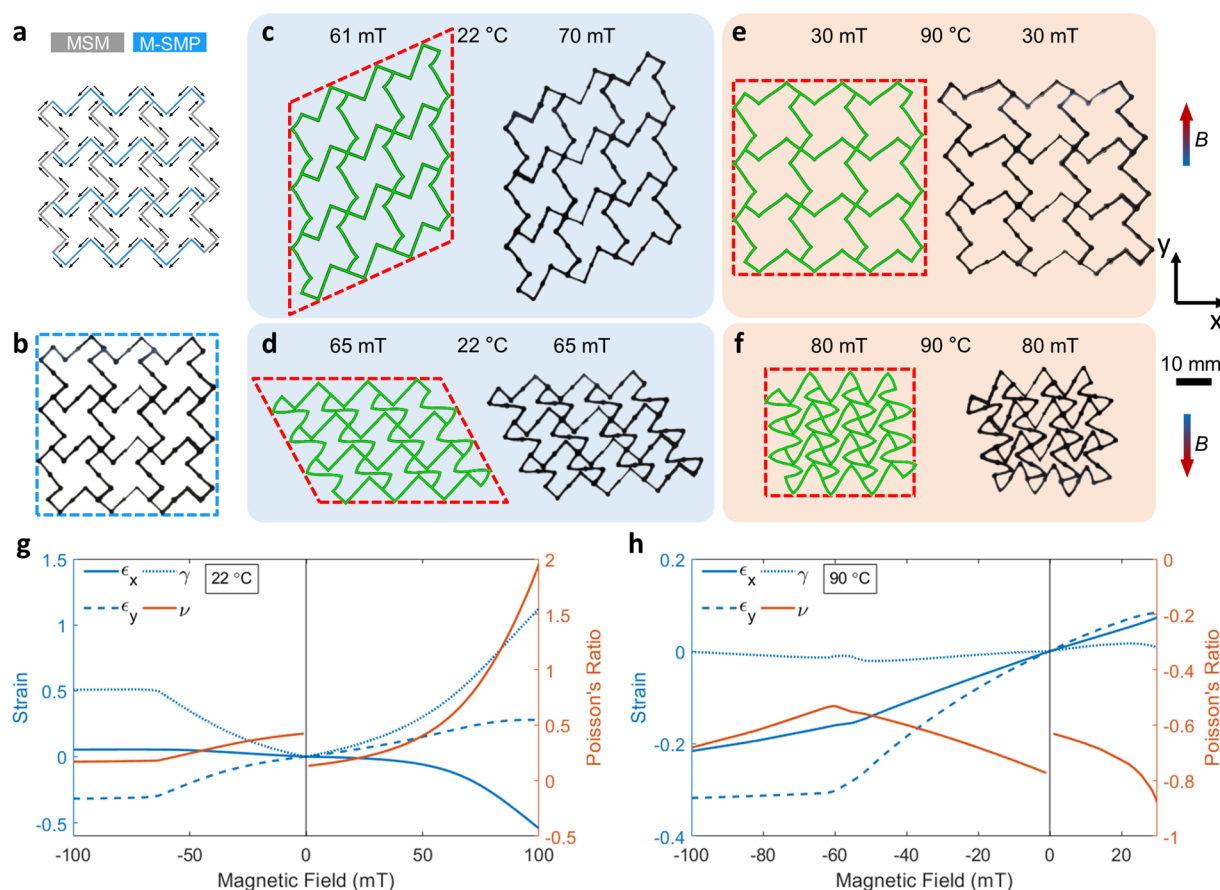 a
MSM M-SMP
b
c
61 mT 22 °C 70 mT
d
65 mT 22 °C 65 mT
e
30 mT 90 °C 30 mT
f
80 mT 90 °C 80 mT
B
y
x
10 mm
B
g
1.5
1
0.5
0
-0.5
Strain
ϵx γ 22 °C
ϵy ν
2
1.5
1
0.5
0
-0.5
Poisson's Ratio
-100 -50 0 50 100
Magnetic Field (mT)
h
0.2
0
-0.2
-0.4
Strain
ϵx γ 90 °C
ϵy ν
0
-0.2
-0.4
-0.6
-0.8
-1
Poisson's Ratio
-100 -80 -60 -40 -20 0 20
Magnetic Field (mT)